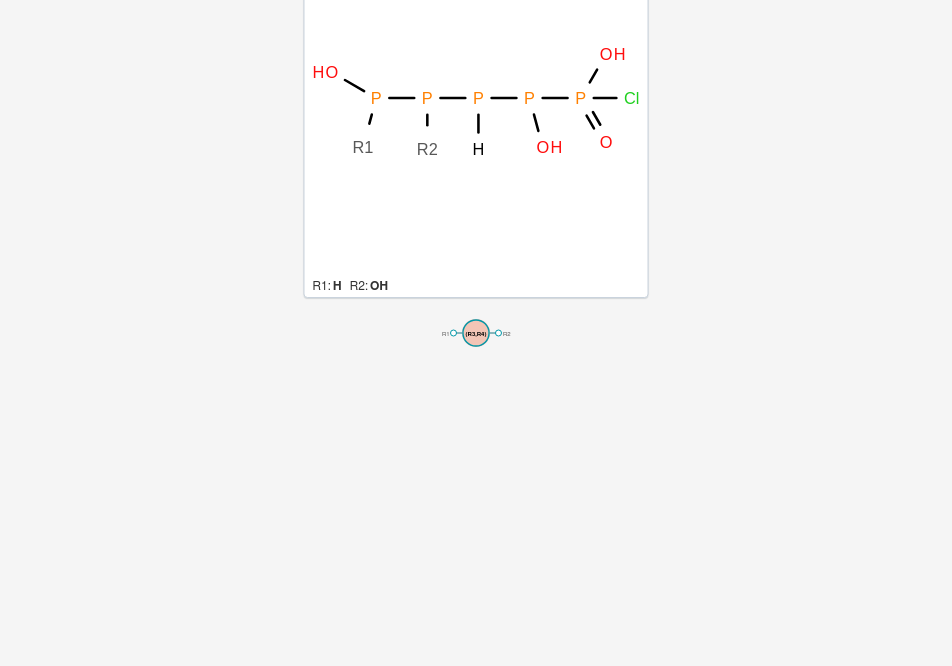 OH
HO
P P P P P Cl
R1 R2 H OH O
R1: H R2: OH
R1 (R3,R4) R2